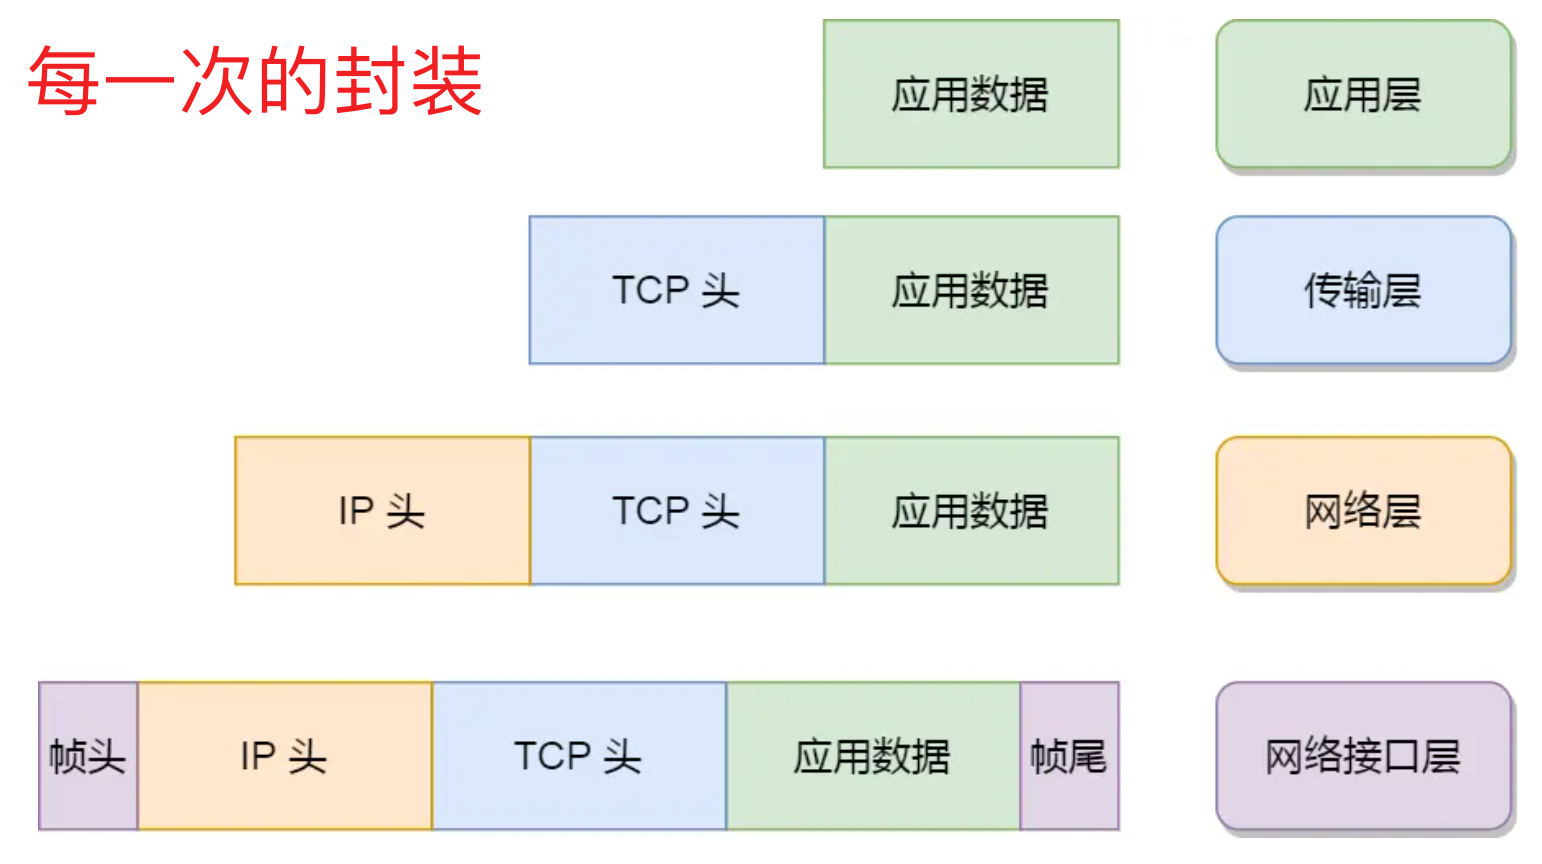 每一次的封装
应用数据 应用层
TCP 头 应用数据 传输层
IP 头 TCP 头 应用数据 网络层
帧头 IP 头 TCP 头 应用数据 帧尾 网络接口层